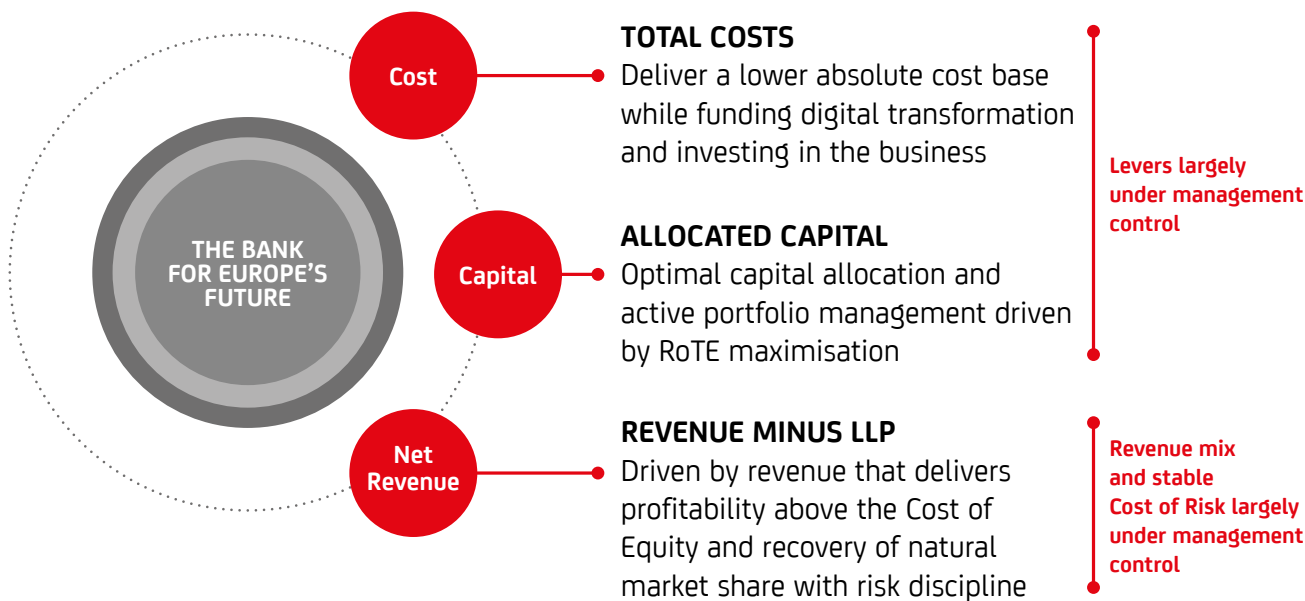 THE BANK
FOR EUROPE'S
FUTURE
Cost
TOTAL COSTS
Deliver a lower absolute cost base
while funding digital transformation
and investing in the business
Capital
ALLOCATED CAPITAL
Optimal capital allocation and
active portfolio management driven
by RoTE maximisation
Levers largely
under management
control
Net
Revenue
REVENUE MINUS LLP
Driven by revenue that delivers
profitability above the Cost of
Equity and recovery of natural
market share with risk discipline
Revenue mix
and stable
Cost of Risk largely
under management
control